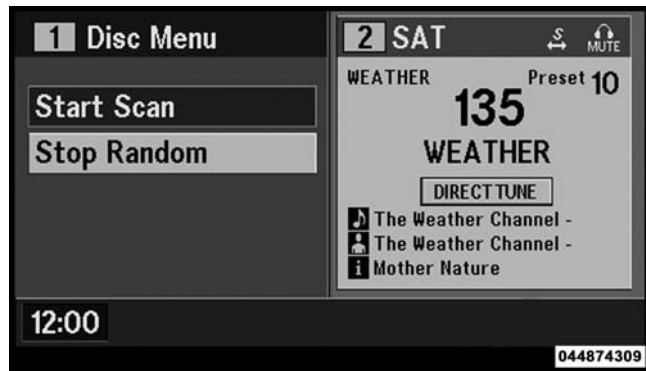 1 Disc Menu
Start Scan
Stop Random
2 SAT S MUTE
WEATHER Preset 10
135
WEATHER
DIRECT TUNE
The Weather Channel -
The Weather Channel -
i Mother Nature
12:00
044874309